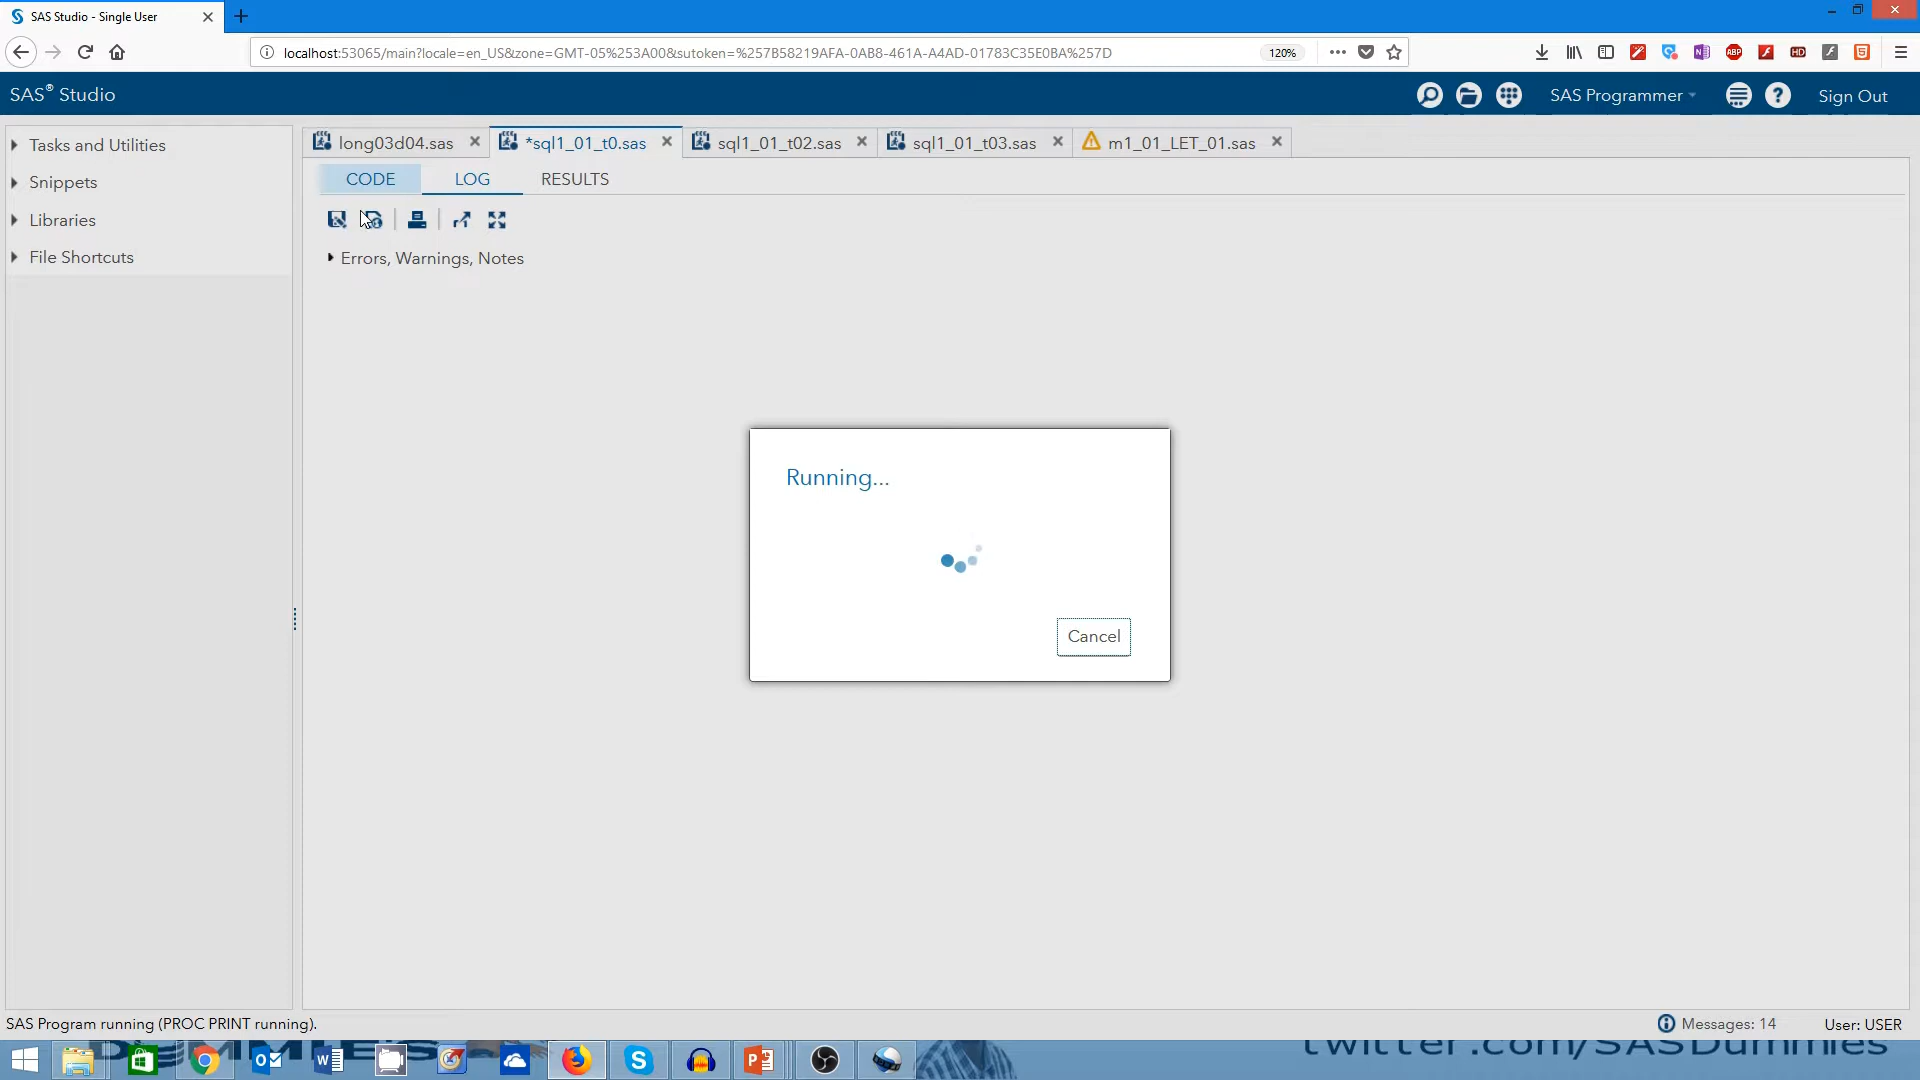 SAS Studio - Single User
localhost:53065/main?locale=en_US&zone=GMT-05%253A00&sutoken=%257B58219AFA-0AB8-461A-A4AD-01783C35E0BA%257D
120%
SAS® Studio
SAS Programmer
Sign Out
Tasks and Utilities
Snippets
Libraries
File Shortcuts
long03d04.sas
*sql1_01_t0.sas
sql1_01_t02.sas
sql1_01_t03.sas
m1_01_LET_01.sas
CODE
LOG
RESULTS
Errors, Warnings, Notes
Running...
Cancel
SAS Program running (PROC PRINT running).
Messages: 14
User: USER
twitter.com/SASDummies